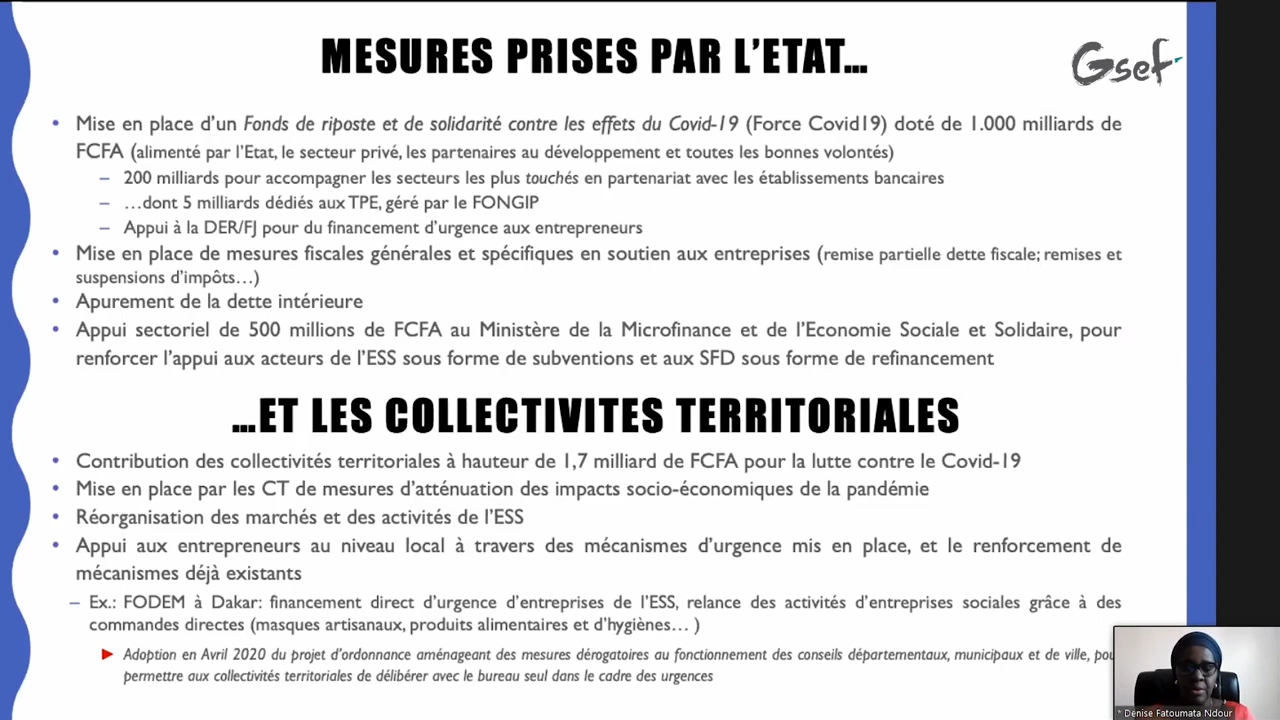 MESURES PRISES PAR L'ETAT...
Gsef
• Mise en place d'un Fonds de riposte et de solidarité contre les effets du Covid-19 (Force Covid19) doté de 1.000 milliards de
FCFA (alimenté par l'Etat, le secteur privé, les partenaires au développement et toutes les bonnes volontés)
– 200 milliards pour accompagner les secteurs les plus touchés en partenariat avec les établissements bancaires
– …dont 5 milliards dédiés aux TPE, géré par le FONGIP
– Appui à la DER/FJ pour du financement d'urgence aux entrepreneurs
• Mise en place de mesures fiscales générales et spécifiques en soutien aux entreprises (remise partielle dette fiscale; remises et
suspensions d'impôts…)
• Apurement de la dette intérieure
• Appui sectoriel de 500 millions de FCFA au Ministère de la Microfinance et de l'Economie Sociale et Solidaire, pour
renforcer l'appui aux acteurs de l'ESS sous forme de subventions et aux SFD sous forme de refinancement
...ET LES COLLECTIVITES TERRITORIALES
• Contribution des collectivités territoriales à hauteur de 1,7 milliard de FCFA pour la lutte contre le Covid-19
• Mise en place par les CT de mesures d'atténuation des impacts socio-économiques de la pandémie
• Réorganisation des marchés et des activités de l'ESS
• Appui aux entrepreneurs au niveau local à travers des mécanismes d'urgence mis en place, et le renforcement de
mécanismes déjà existants
– Ex.: FODEM à Dakar: financement direct d'urgence d'entreprises de l'ESS, relance des activités d'entreprises sociales grâce à des
commandes directes (masques artisanaux, produits alimentaires et d'hygiènes… )
Adoption en Avril 2020 du projet d'ordonnance aménageant des mesures dérogatoires au fonctionnement des conseils départementaux, municipaux et de ville, pou
permettre aux collectivités territoriales de délibérer avec le bureau seul dans le cadre des urgences
* Denise Fatoumata Ndour